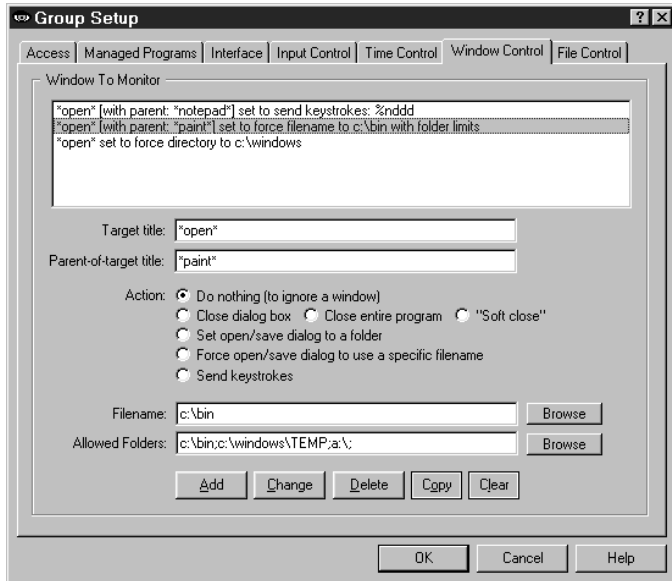 Group Setup
Access Managed Programs Interface Input Control Time Control Window Control File Control
Window To Monitor
*open* [with parent: *notepad*] set to send keystrokes: %nddd
*open* [with parent: *paint*] set to force filename to c:\bin with folder limits
*open* set to force directory to c:\windows
Target title: *open*
Parent-of-target title: *paint*
Action: Do nothing (to ignore a window)
Close dialog box Close entire program "Soft close"
Set open/save dialog to a folder
Force open/save dialog to use a specific filename
Send keystrokes
Filename: c:\bin Browse
Allowed Folders: c:\bin;c:\windows\TEMP;a:\; Browse
Add Change Delete Copy Clear
OK Cancel Help